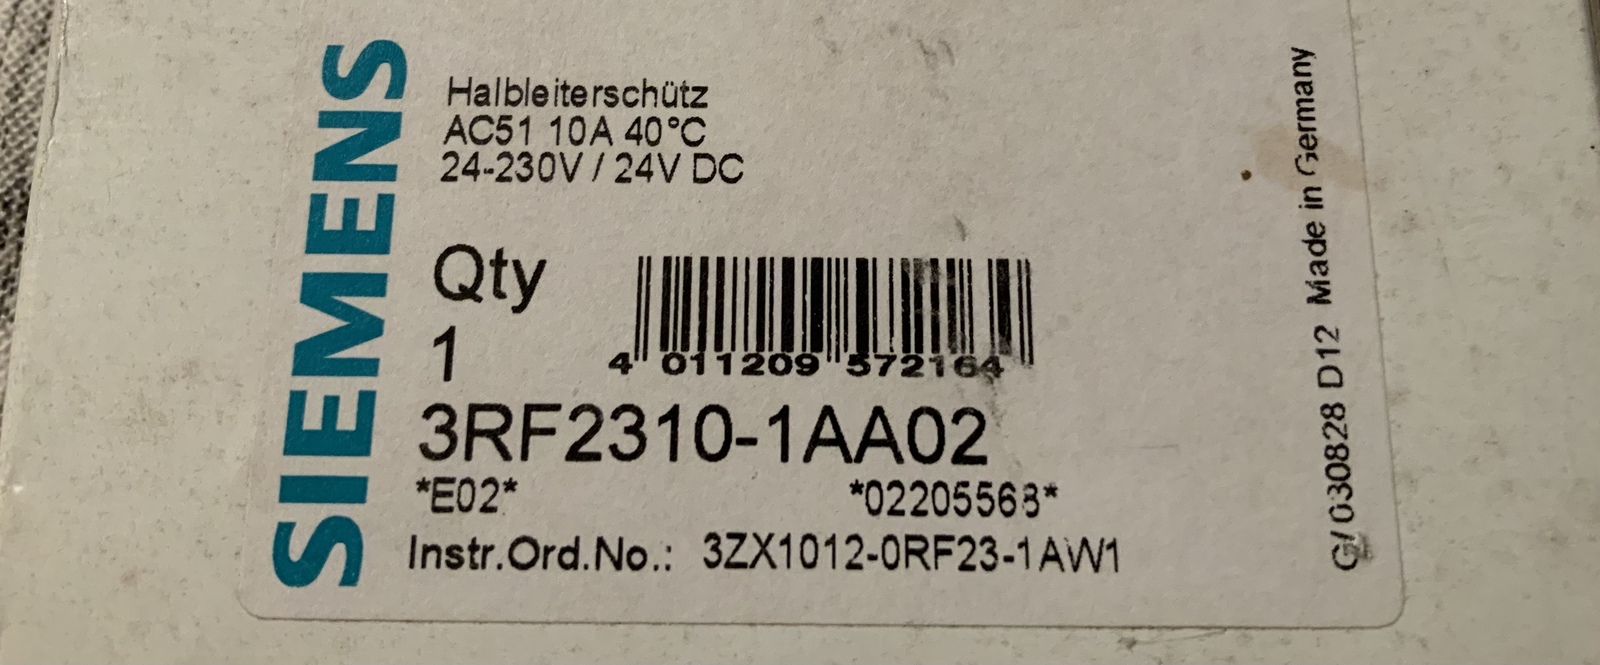 SIEMENS
Halbleiterschütz
AC51 10A 40°C
24-230V / 24V DC
Qty
1
4 011209 572164
3RF2310-1AA02
*E02* *02205568*
Instr.Ord.No.: 3ZX1012-0RF23-1AW1
G/ 030828 D12 Made in Germany